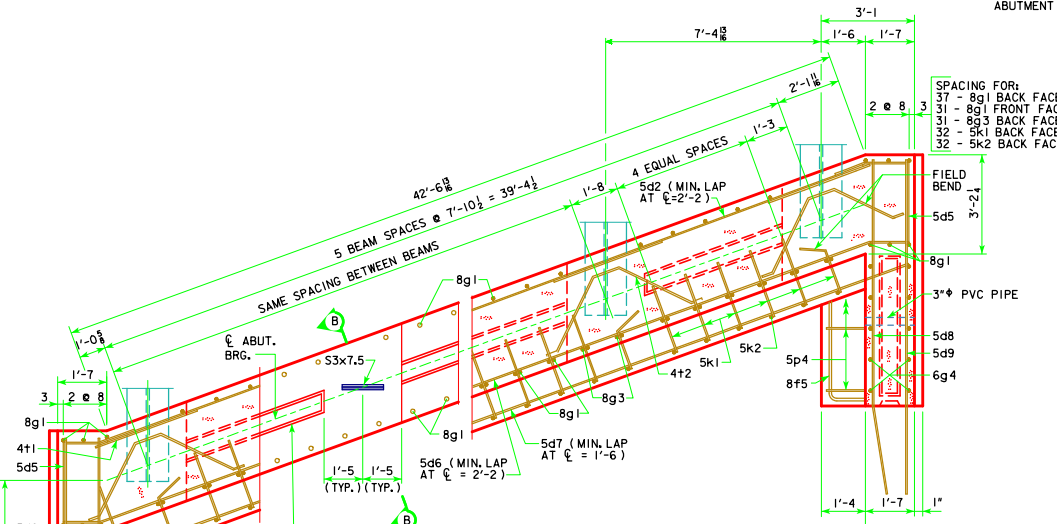 ABUTMENT
3'-1
7'-4 13/16
1'-6
1'-7
2'-1 11/16
SPACING FOR:
37 - 8g1 BACK FACE
31 - 8g1 FRONT FAC
31 - 8g3 BACK FACE
32 - 5k1 BACK FACE
32 - 5k2 BACK FAC
2 @ 8
3
1'-3
4 EQUAL SPACES
42'-6 13/16
1'-8
5d2 (MIN. LAP
AT ℄=2'-2)
FIELD
BEND
3'-2 1/4
5d5
5 BEAM SPACES @ 7'-10 1/2 = 39'-4 1/2
SAME SPACING BETWEEN BEAMS
8g1
8g1
3"ϕ PVC PIPE
B
1'-0 5/8
℄ ABUT.
BRG.
S3x7.5
5k2
5k1
5d8
5d9
5p4
8f5
6g4
4t2
1'-7
3
2 @ 8
8g3
8g1
8g1
8g1
4t1
5d5
5d7 (MIN. LAP
AT ℄ = 1'-6)
5d6 (MIN. LAP
AT ℄ = 2'-2)
1'-5
(TYP.)
1'-5
(TYP.)
1'-4
1'-7
1"
B